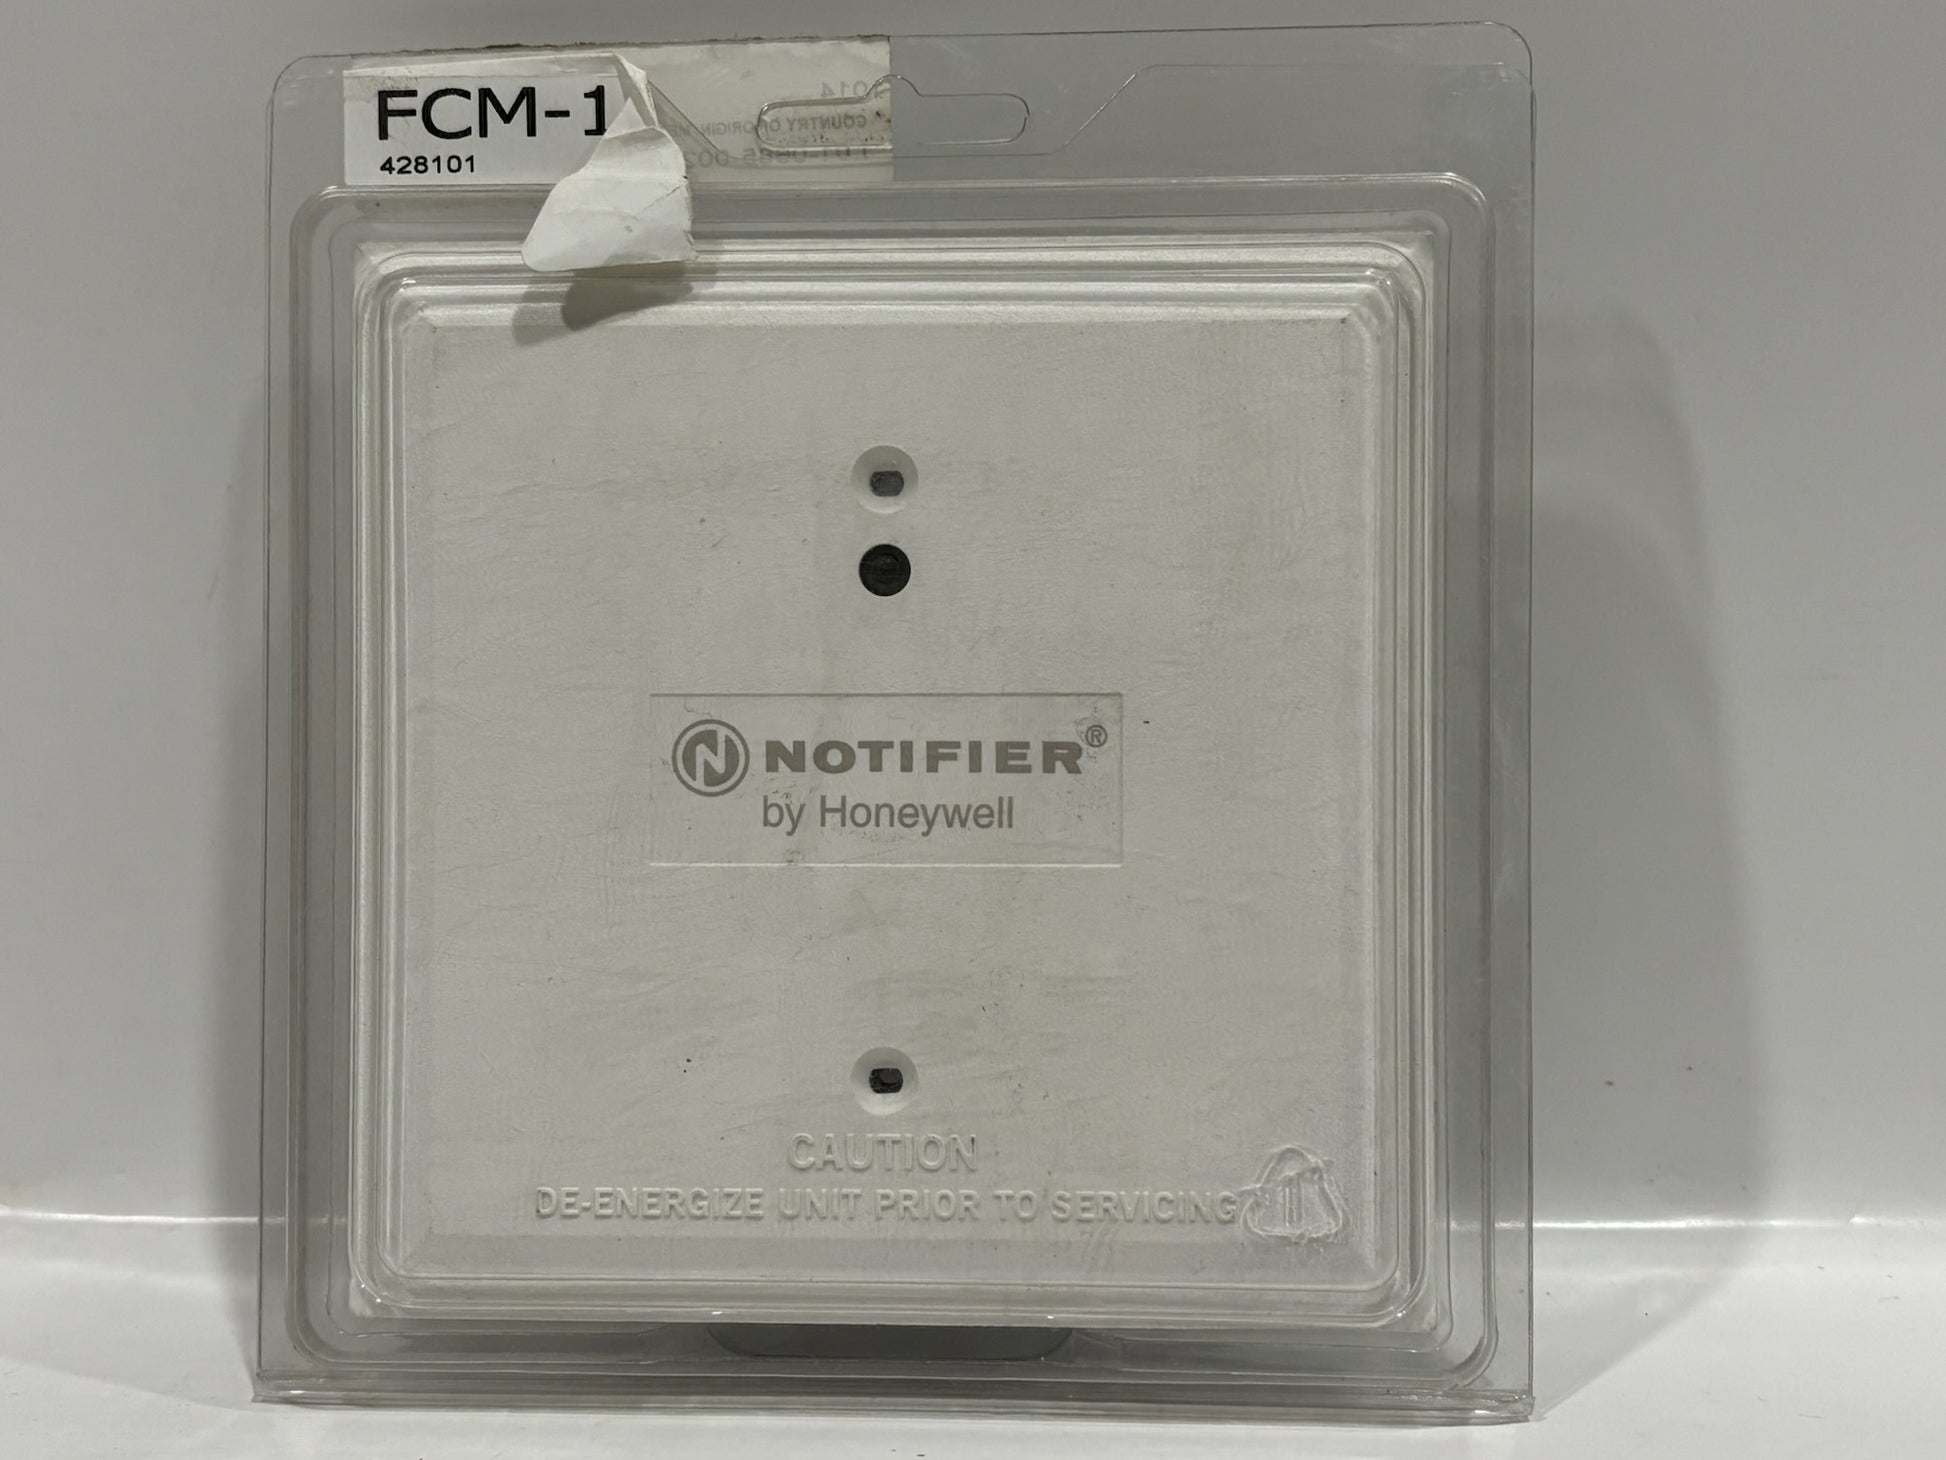 FCM-1
428101
COUNTRY OF ORIGIN
N NOTIFIER®
by Honeywell
CAUTION
DE-ENERGIZE UNIT PRIOR TO SERVICING